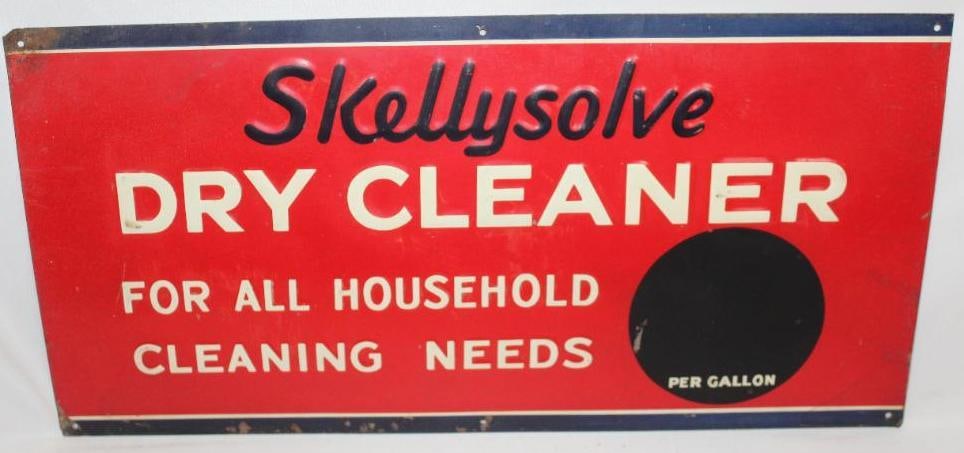 Skellysolve
DRY CLEANER
FOR ALL HOUSEHOLD
CLEANING NEEDS
PER GALLON